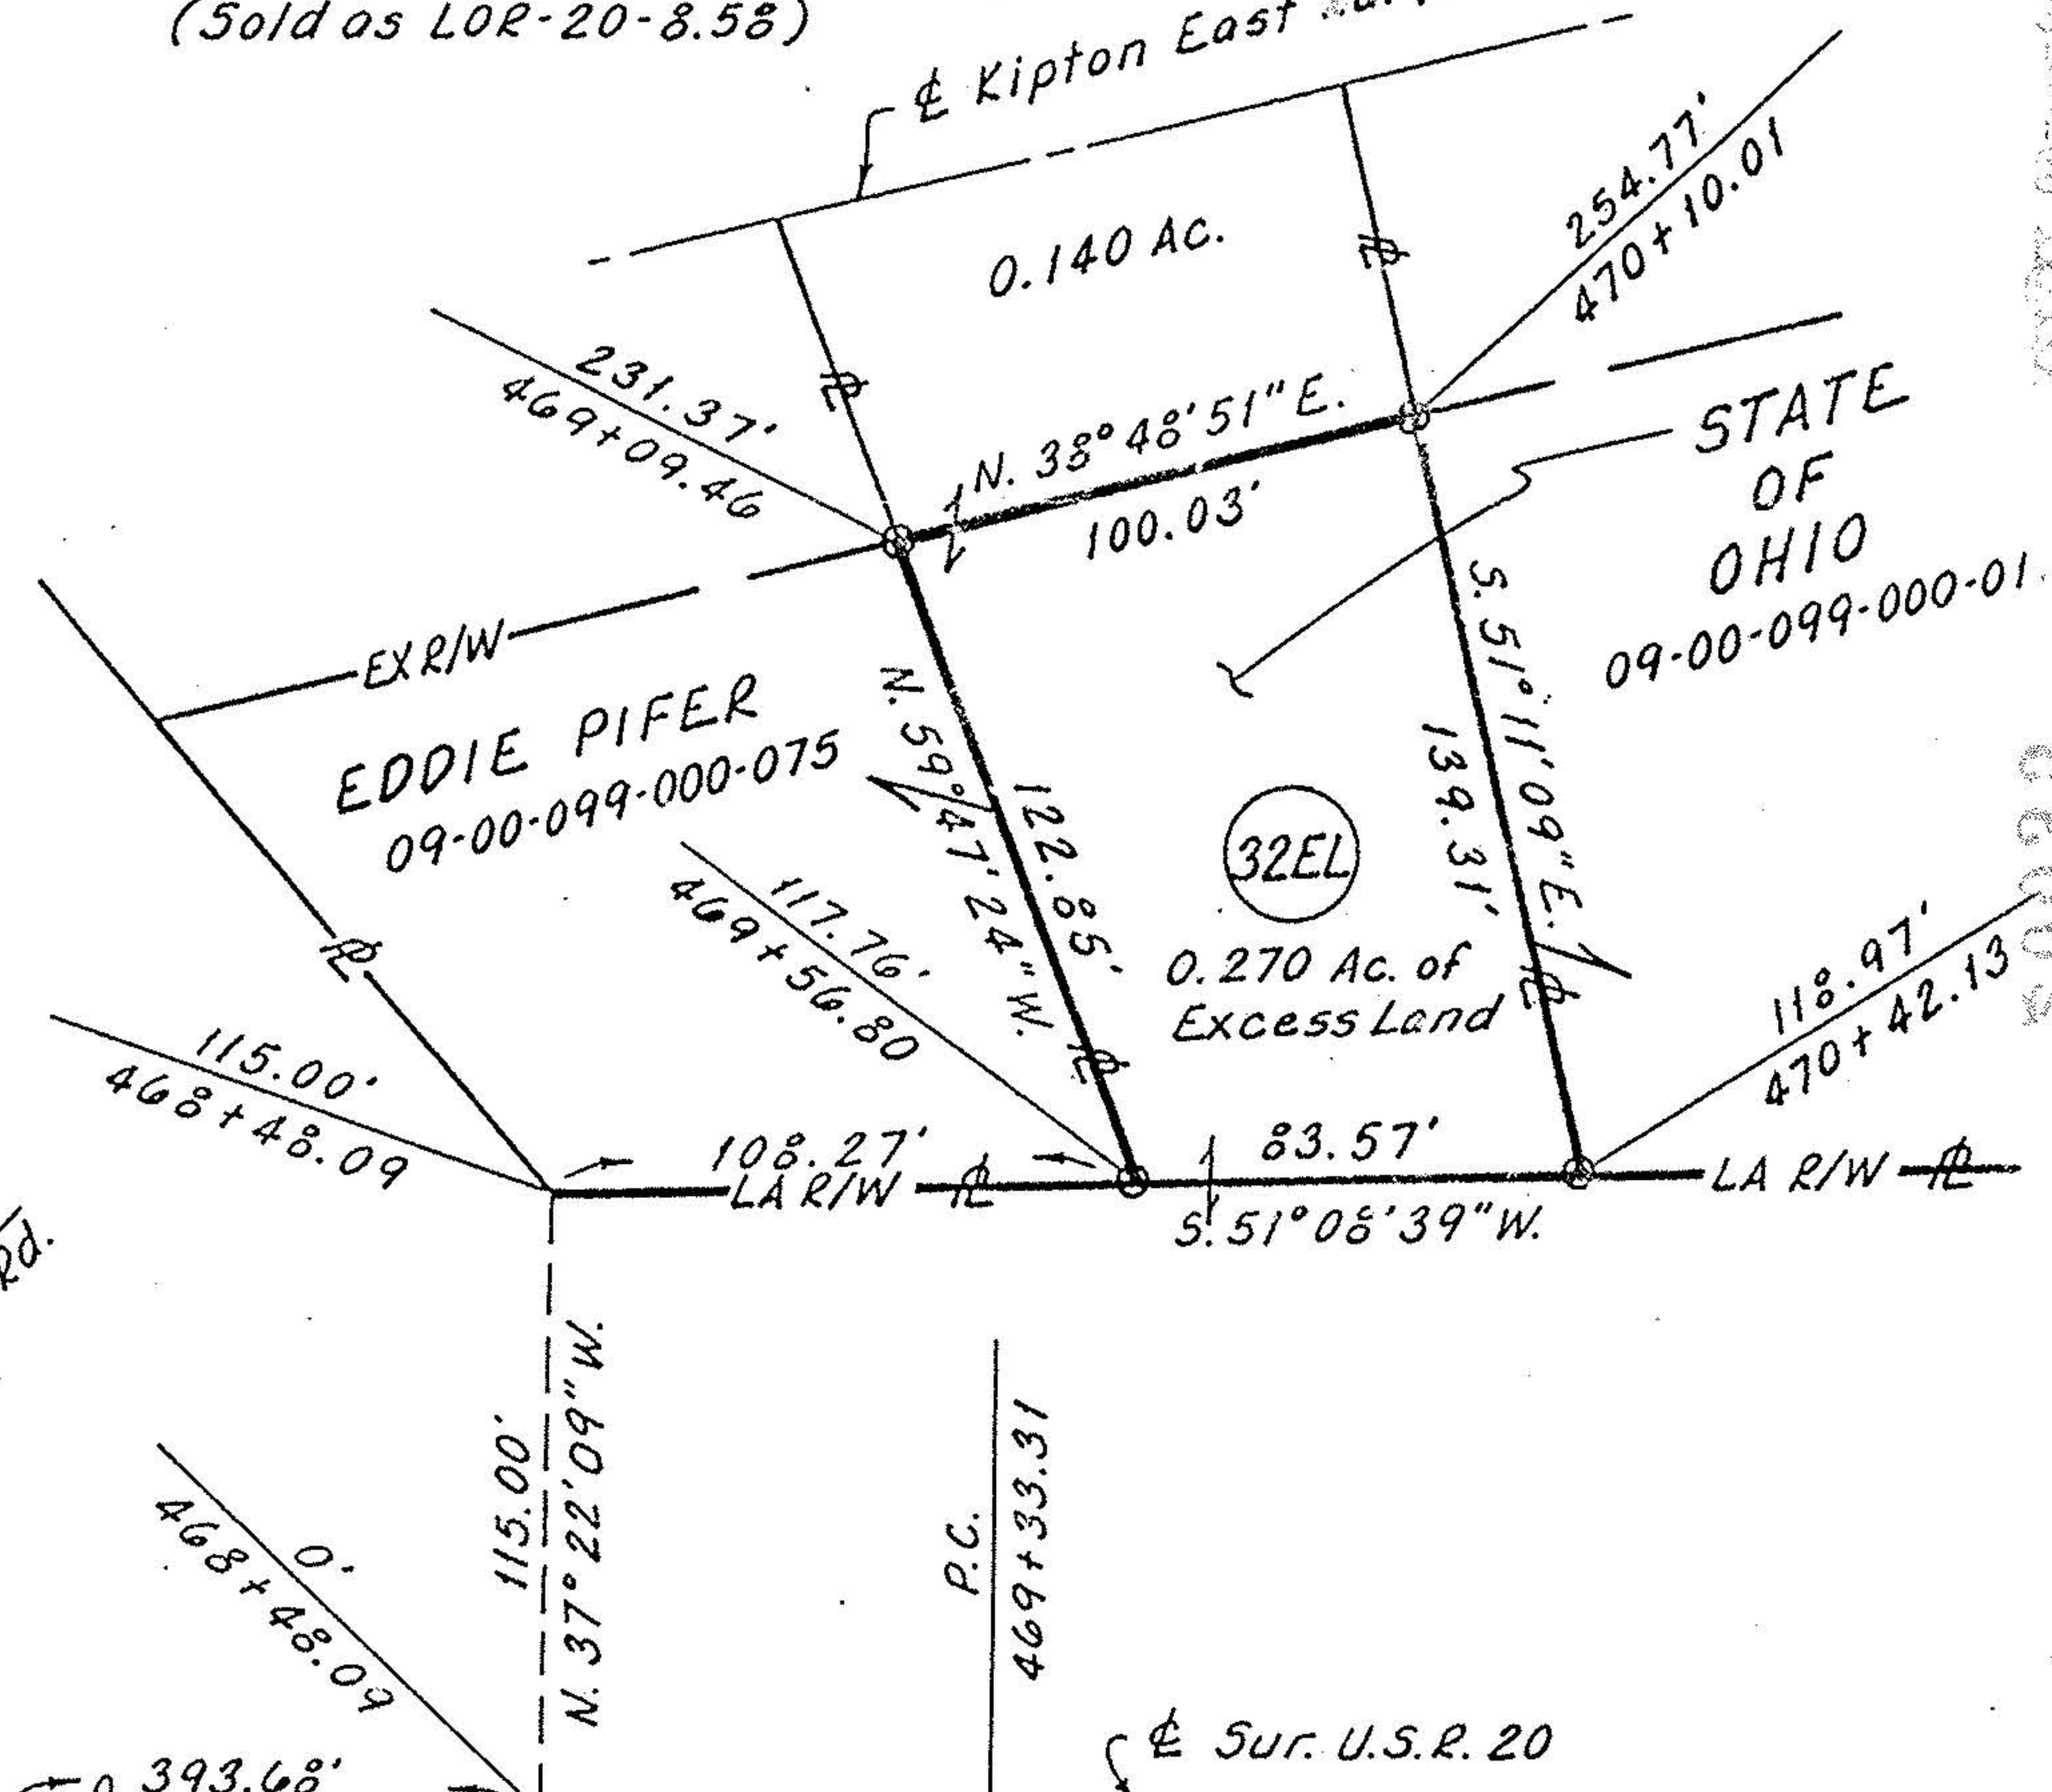 (Sold as LOR-20-8.58)
℄ Kipton East
0.140 AC.
254.77'
470+10.01
231.37'
469+09.46
N. 38° 48' 51" E.
100.03'
STATE
OF
OHIO
09-00-099-000-01
EX R/W
EDDIE PIFER
09-00-099-000-075
N. 59° 47' 24" W.
122.85'
S. 51° 11' 09" E.
139.31'
32EL
0.270 Ac. of
Excess Land
117.76'
469+56.80
118.97'
470+42.13
115.00'
468+48.09
108.27'
83.57'
LA R/W
LA R/W
S. 51° 08' 39" W.
Rd.
115.00'
N. 37° 22' 09" W.
P.C.
469+33.31
0'
468+48.09
℄ Sur. U.S.R. 20
393.68'